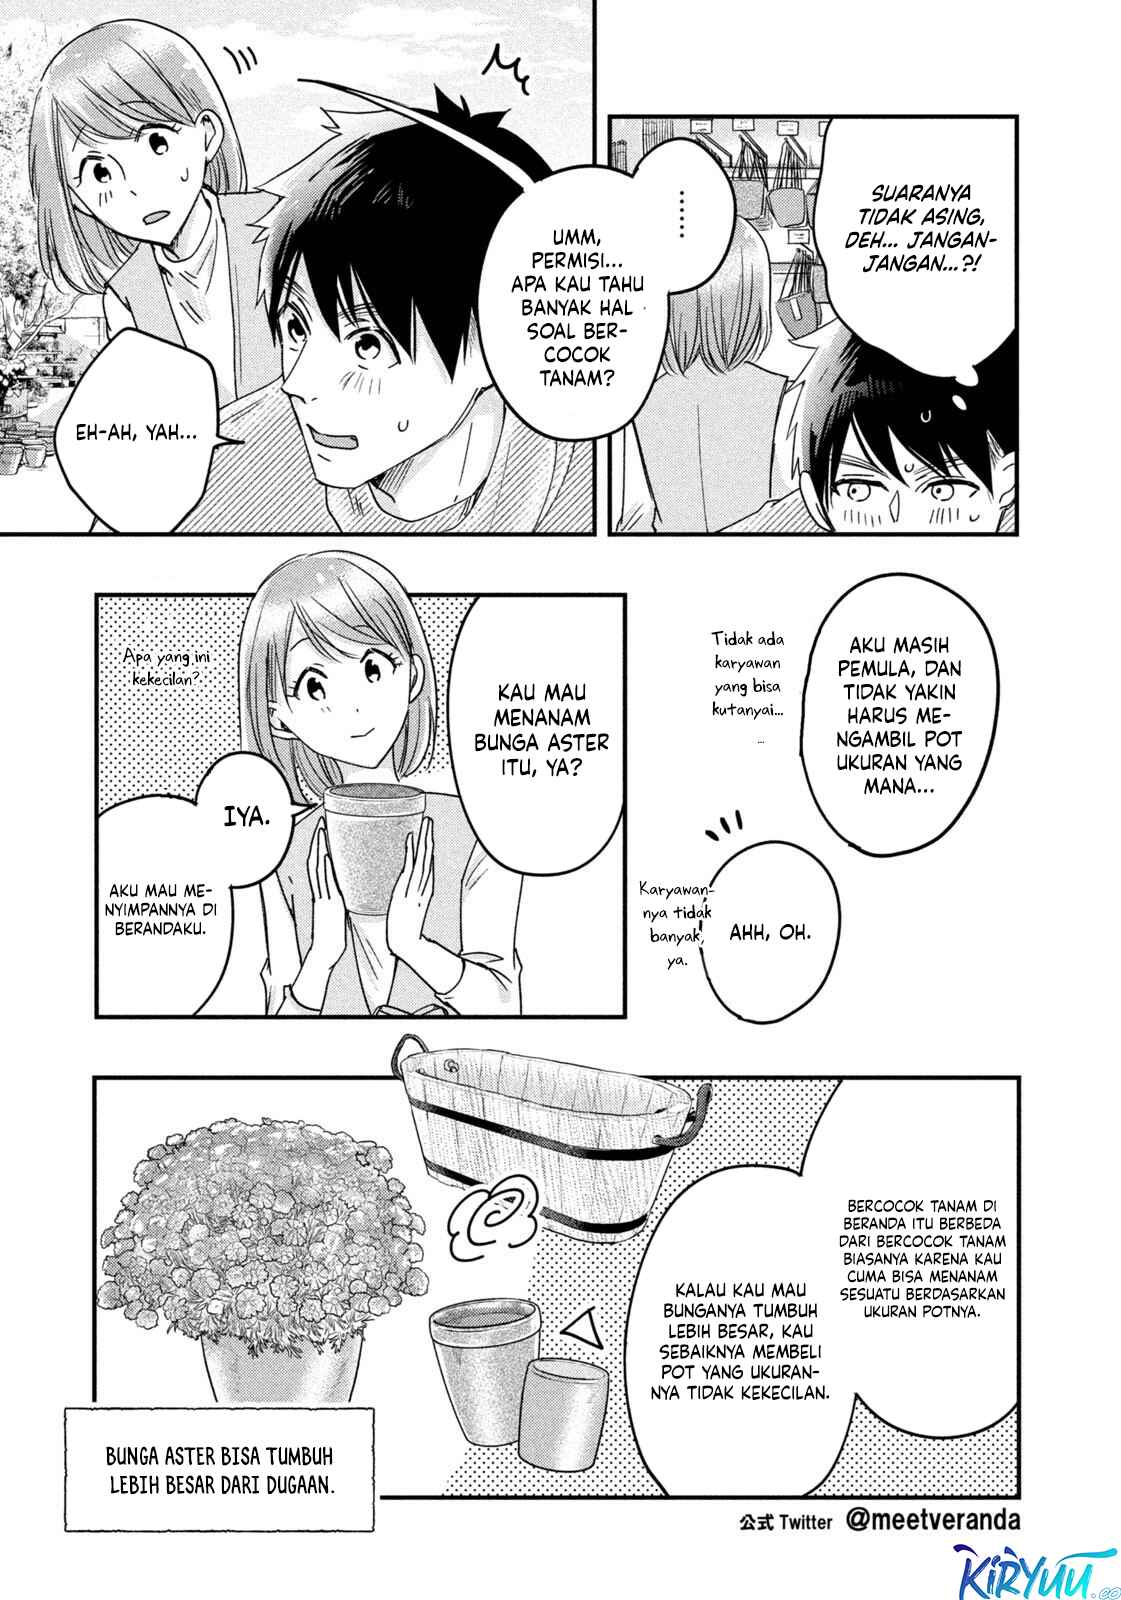 SUARANYA
TIDAK ASING,
DEH... JANGAN-
JANGAN...?!
........
UMM,
PERMISI...
APA KAU TAHU
BANYAK HAL
SOAL BER-
COCOK
TANAM?
EH-AH, YAH...
AKU MASIH
PEMULA, DAN
TIDAK YAKIN
HARUS ME-
NGAMBIL POT
UKURAN YANG
MANA...
Tidak ada
karyawan
yang bisa
kutanyai...
...
AHH, OH.
Karyawan-
nya tidak
banyak,
ya.
KAU MAU
MENANAM
BUNGA ASTER
ITU, YA?
Apa yang ini
kekecilan?
IYA.
AKU MAU ME-
NYIMPANNYA DI
BERANDAKU.
BERCOCOK TANAM DI
BERANDA ITU BERBEDA
DARI BERCOCOK TANAM
BIASANYA KARENA KAU
CUMA BISA MENANAM
SESUATU BERDASARKAN
UKURAN POTNYA.
KALAU KAU MAU
BUNGANYA TUMBUH
LEBIH BESAR, KAU
SEBAIKNYA MEMBELI
POT YANG UKURAN-
NYA TIDAK KEKECILAN.
BUNGA ASTER BISA TUMBUH
LEBIH BESAR DARI DUGAAN.
公式 Twitter @meetveranda
KIRYUU.co